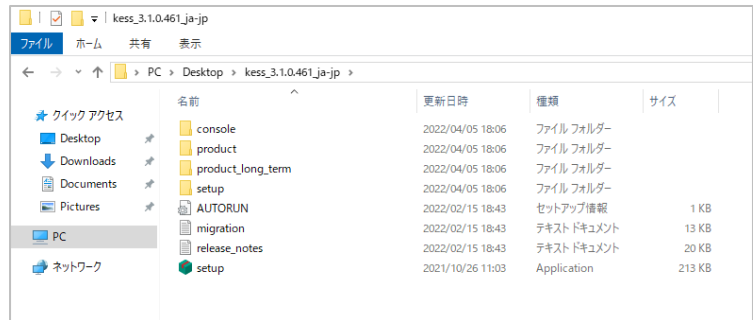 kess_3.1.0.461_ja-jp
ファイル ホーム 共有 表示
PC > Desktop > kess_3.1.0.461_ja-jp >
名前 更新日時 種類 サイズ
クイック アクセス
Desktop
Downloads
Documents
Pictures
PC
ネットワーク
console 2022/04/05 18:06 ファイル フォルダー
product 2022/04/05 18:06 ファイル フォルダー
product_long_term 2022/04/05 18:06 ファイル フォルダー
setup 2022/04/05 18:06 ファイル フォルダー
AUTORUN 2022/02/15 18:43 セットアップ情報 1 KB
migration 2022/02/15 18:43 テキスト ドキュメント 13 KB
release_notes 2022/02/15 18:43 テキスト ドキュメント 20 KB
setup 2021/10/26 11:03 Application 213 KB